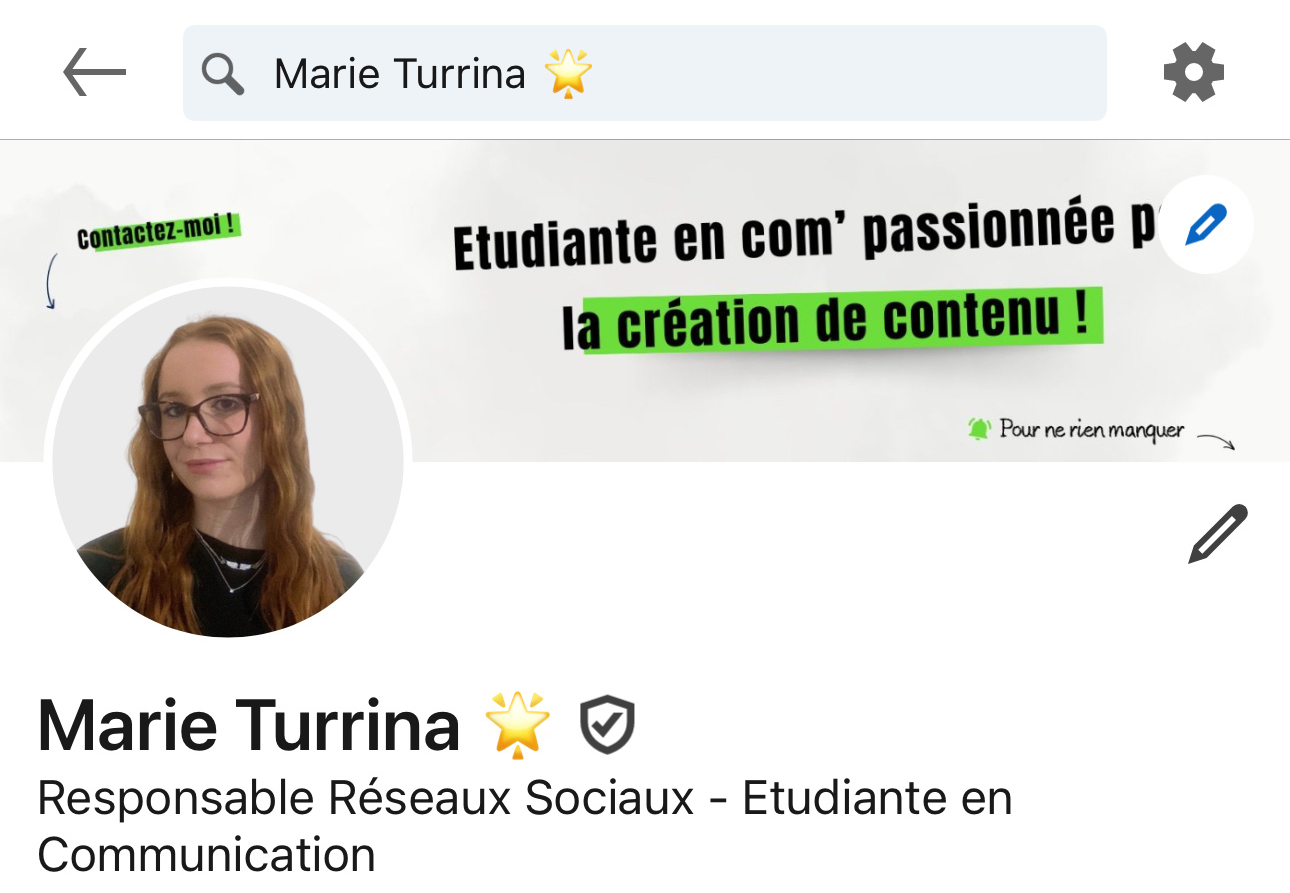 Marie Turrina 🌟
Contactez-moi !
Etudiante en com’ passionnée
la création de contenu !
Pour ne rien manquer
Marie Turrina 🌟
Responsable Réseaux Sociaux - Etudiante en
Communication